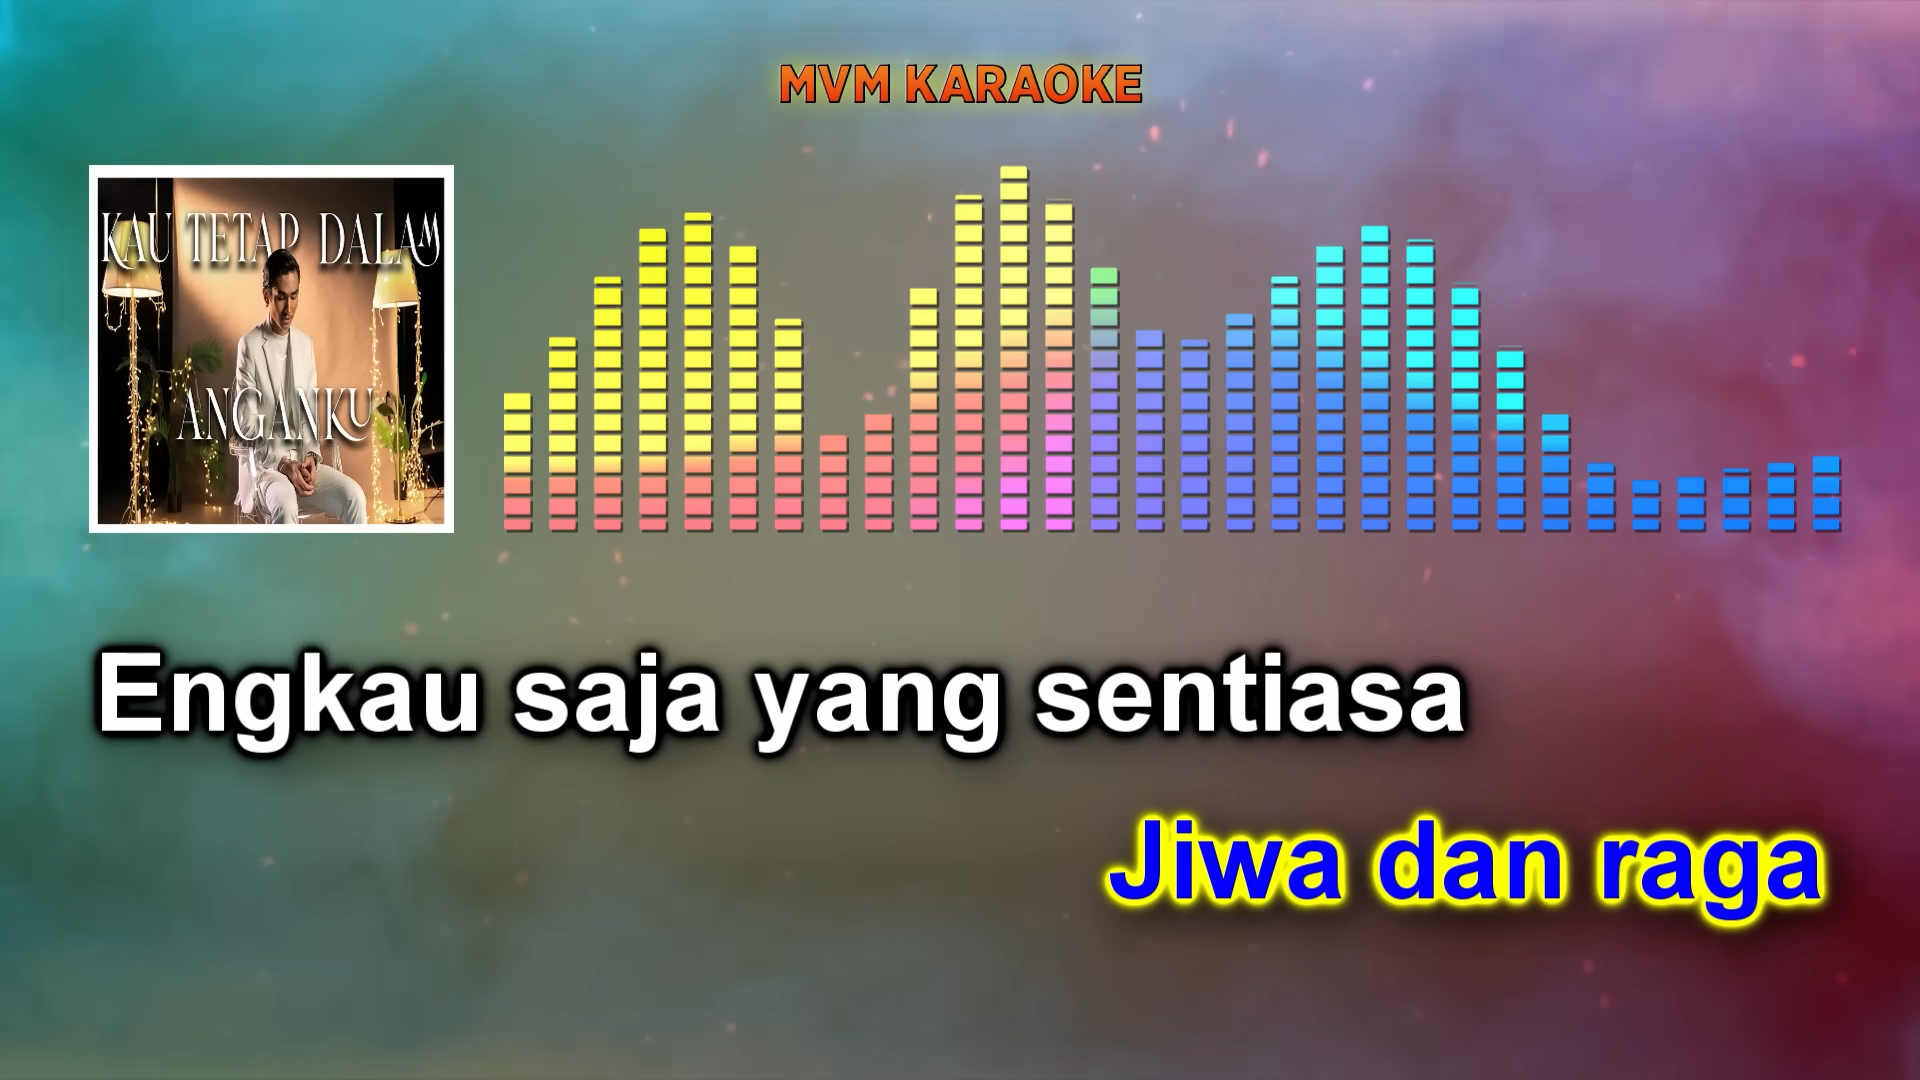 MVM KARAOKE
KAU TETAP DALAM
ANGANKU
Engkau saja yang sentiasa
Jiwa dan raga